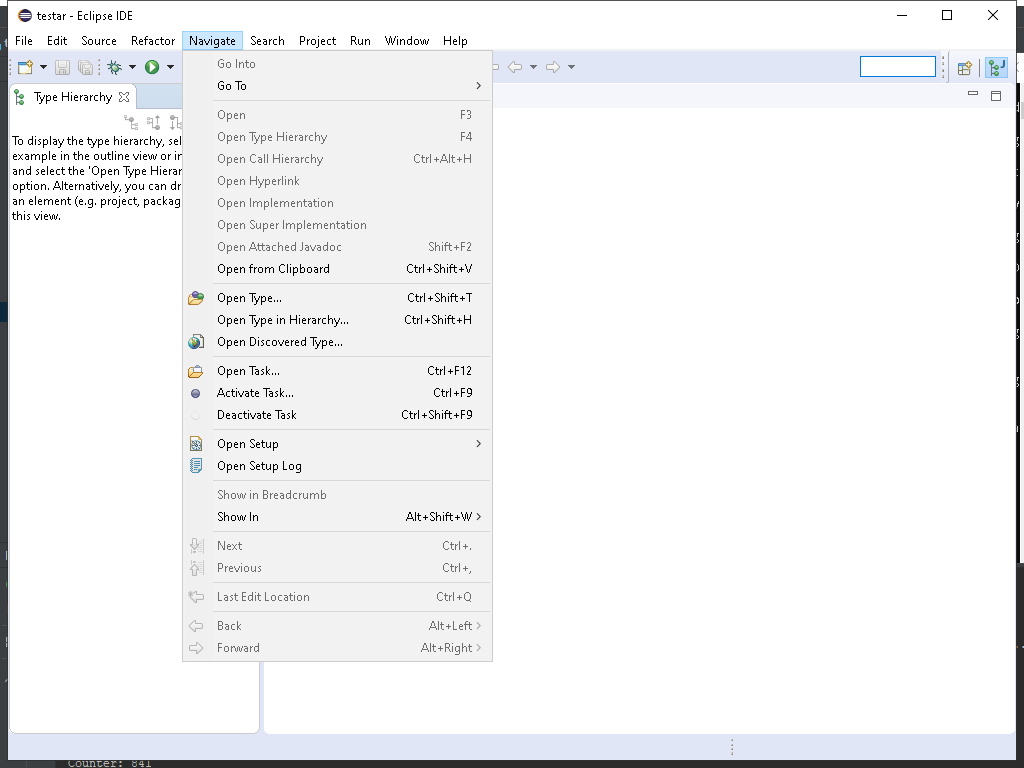 testar - Eclipse IDE
File Edit Source Refactor Navigate Search Project Run Window Help
Type Hierarchy
To display the type hierarchy, sel
example in the outline view or in
and select the 'Open Type Hierar
option. Alternatively, you can dr
an element (e.g. project, packag
this view.
Go Into
Go To
Open F3
Open Type Hierarchy F4
Open Call Hierarchy Ctrl+Alt+H
Open Hyperlink
Open Implementation
Open Super Implementation
Open Attached Javadoc Shift+F2
Open from Clipboard Ctrl+Shift+V
Open Type... Ctrl+Shift+T
Open Type in Hierarchy... Ctrl+Shift+H
Open Discovered Type...
Open Task... Ctrl+F12
Activate Task... Ctrl+F9
Deactivate Task Ctrl+Shift+F9
Open Setup
Open Setup Log
Show in Breadcrumb
Show In Alt+Shift+W
Next Ctrl+.
Previous Ctrl+,
Last Edit Location Ctrl+Q
Back Alt+Left
Forward Alt+Right
Counter: 841